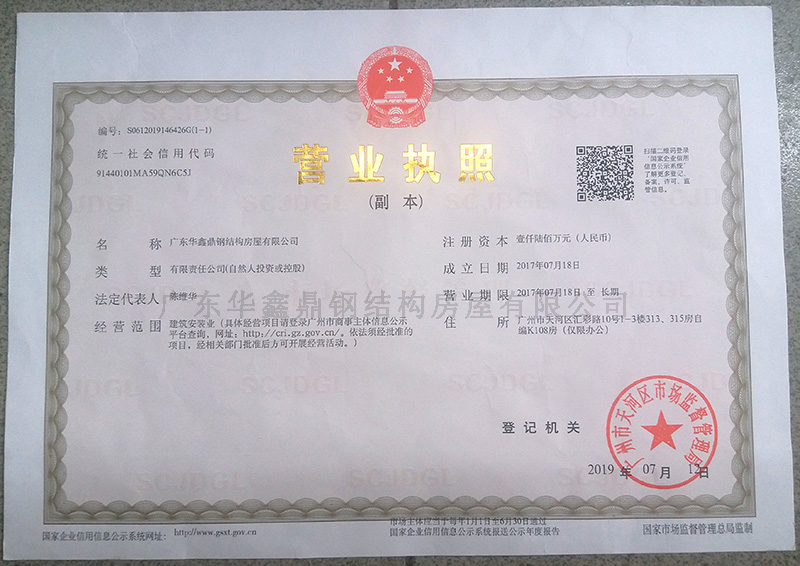 编号: S0612019146426G(1-1)
统一社会信用代码
91440101MA59QN6C5J
营业执照
(副 本)
扫描二维码登录
"国家企业信用
信息公示系统"
了解更多登记、
备案、许可、监
管信息。
名 称 广东华鑫鼎钢结构房屋有限公司
类 型 有限责任公司(自然人投资或控股)
法定代表人 陈继华
经营范围 建筑安装业(具体经营项目请登录广州市商事主体信息公示
平台查询，网址: http://cri.gz.gov.cn/。依法须经批准的
项目，经相关部门批准后方可开展经营活动。)
注册资本 壹仟陆佰万元 (人民币)
成立日期 2017年07月18日
营业期限 2017年07月18日 至 长期
住 所 广州市天河区汇彩路10号1-3楼313、315房自
编K108房 (仅限办公)
广东华鑫鼎钢结构房屋有限公司
登记机关
广州市天河区市场监督管理局
2019 年 07 月 12 日
国家企业信用信息公示系统网址: http://www.gsxt.gov.cn
市场主体应当于每年1月1日至6月30日通过
国家企业信用信息公示系统报送公示年度报告
国家市场监督管理总局监制
SCJDGL
SCJDGL
SCJDGL
SCJDGL